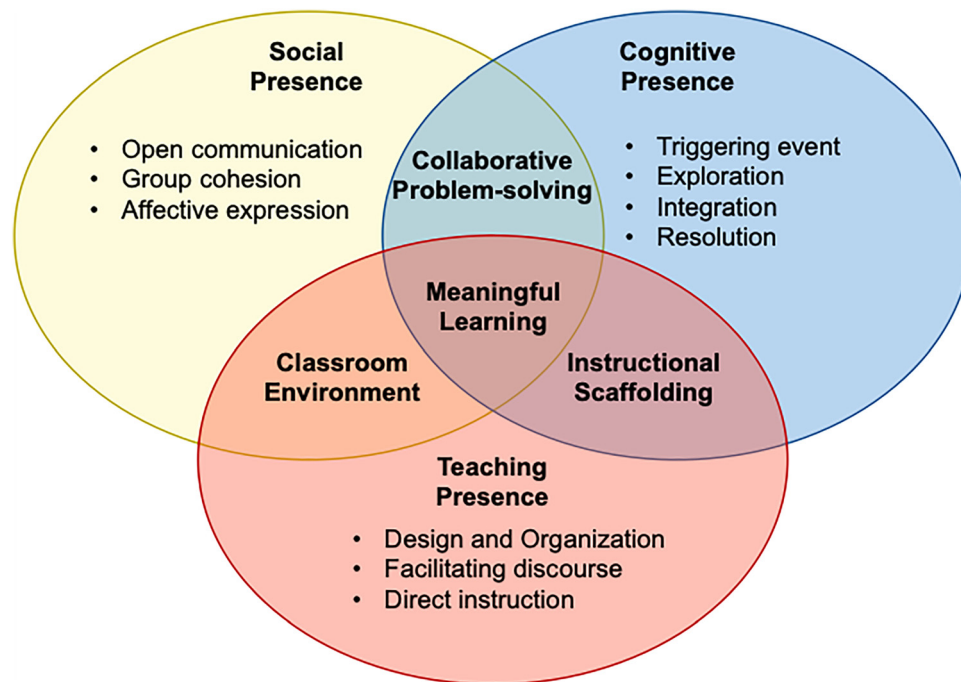 Social
Presence
• Open communication
• Group cohesion
• Affective expression
Cognitive
Presence
• Triggering event
• Exploration
• Integration
• Resolution
Collaborative
Problem-solving
Meaningful
Learning
Classroom
Environment
Instructional
Scaffolding
Teaching
Presence
• Design and Organization
• Facilitating discourse
• Direct instruction